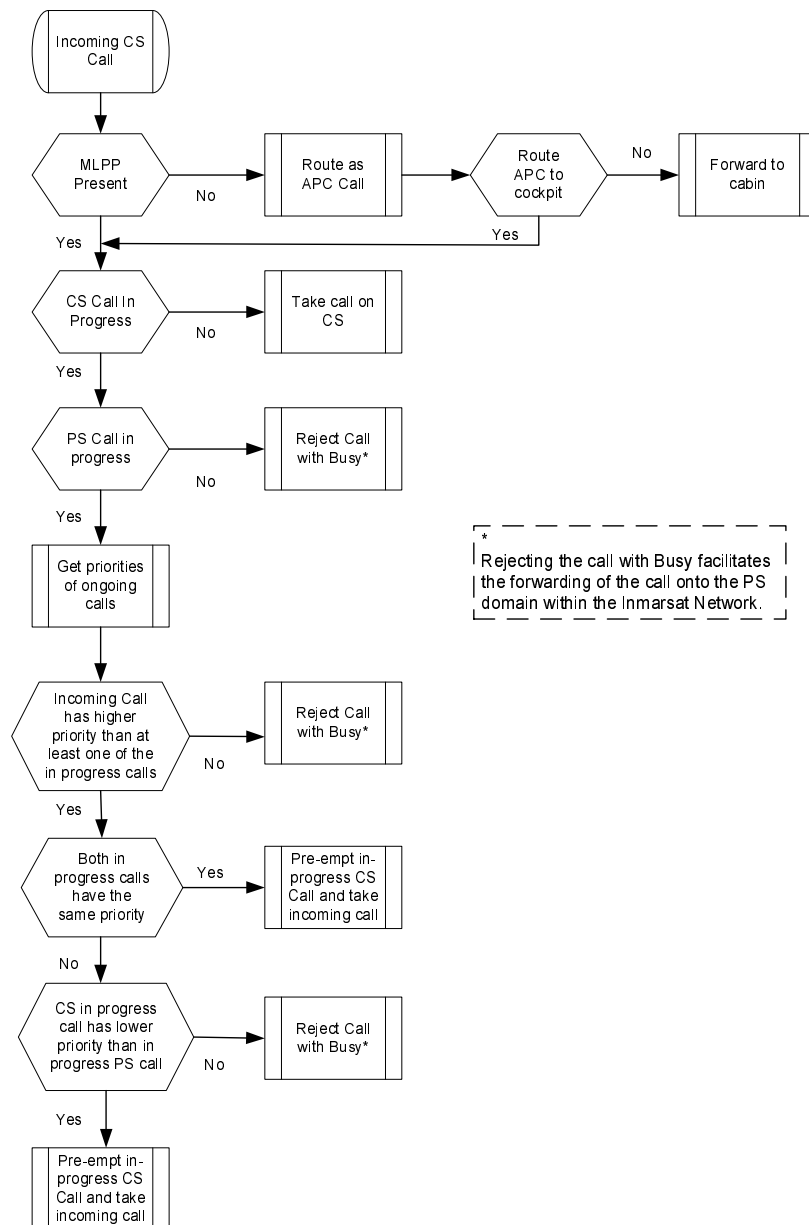 Incoming CS
Call
MLPP
Present
No
Route as
APC Call
Route
APC to
cockpit
No
Forward to
cabin
Yes
Yes
CS Call In
Progress
No
Take call on
CS
Yes
PS Call in
progress
No
Reject Call
with Busy*
Yes
Get priorities
of ongoing
calls
*
Rejecting the call with Busy facilitates
the forwarding of the call onto the PS
domain within the Inmarsat Network.
Incoming Call
has higher
priority than at
least one of the
in progress calls
No
Reject Call
with Busy*
Yes
Both in
progress calls
have the
same priority
Yes
Pre-empt in-
progress CS
Call and take
incoming call
No
CS in progress
call has lower
priority than in
progress PS call
No
Reject Call
with Busy*
Yes
Pre-empt in-
progress CS
Call and take
incoming call